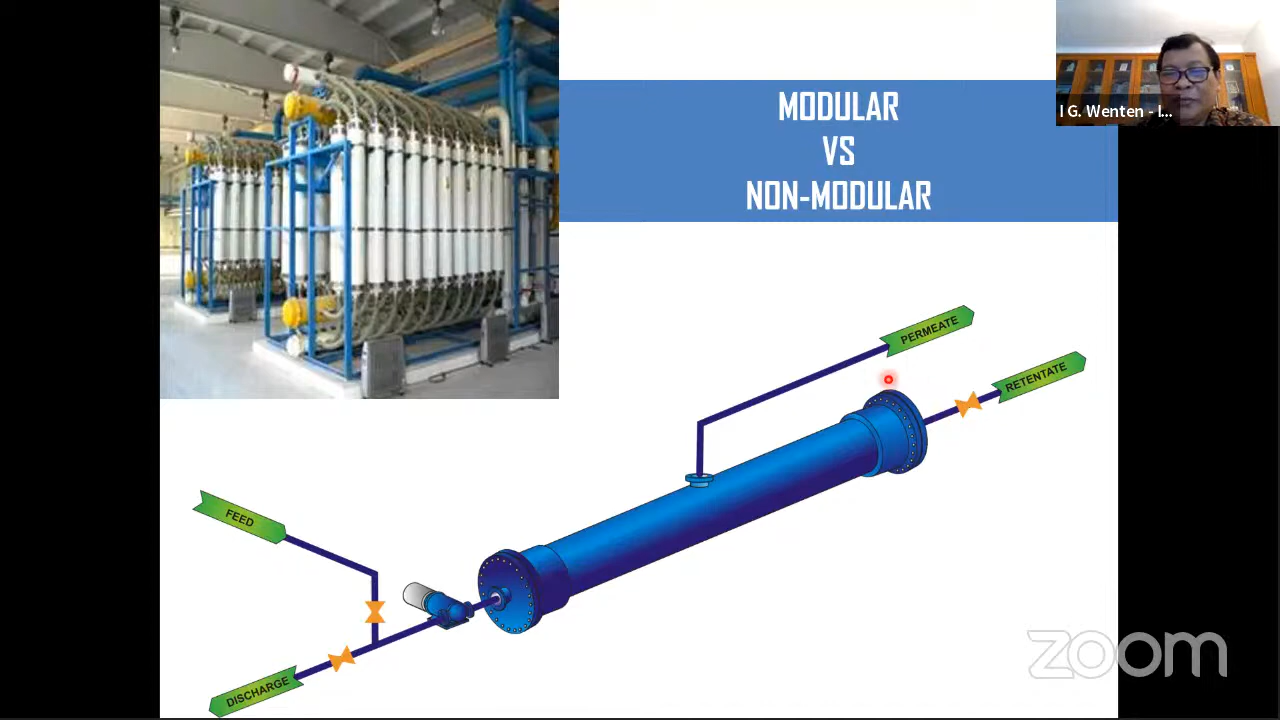 MODULAR
VS
NON-MODULAR
I G. Wenten - I...
PERMEATE
RETENTATE
FEED
DISCHARGE
zoom